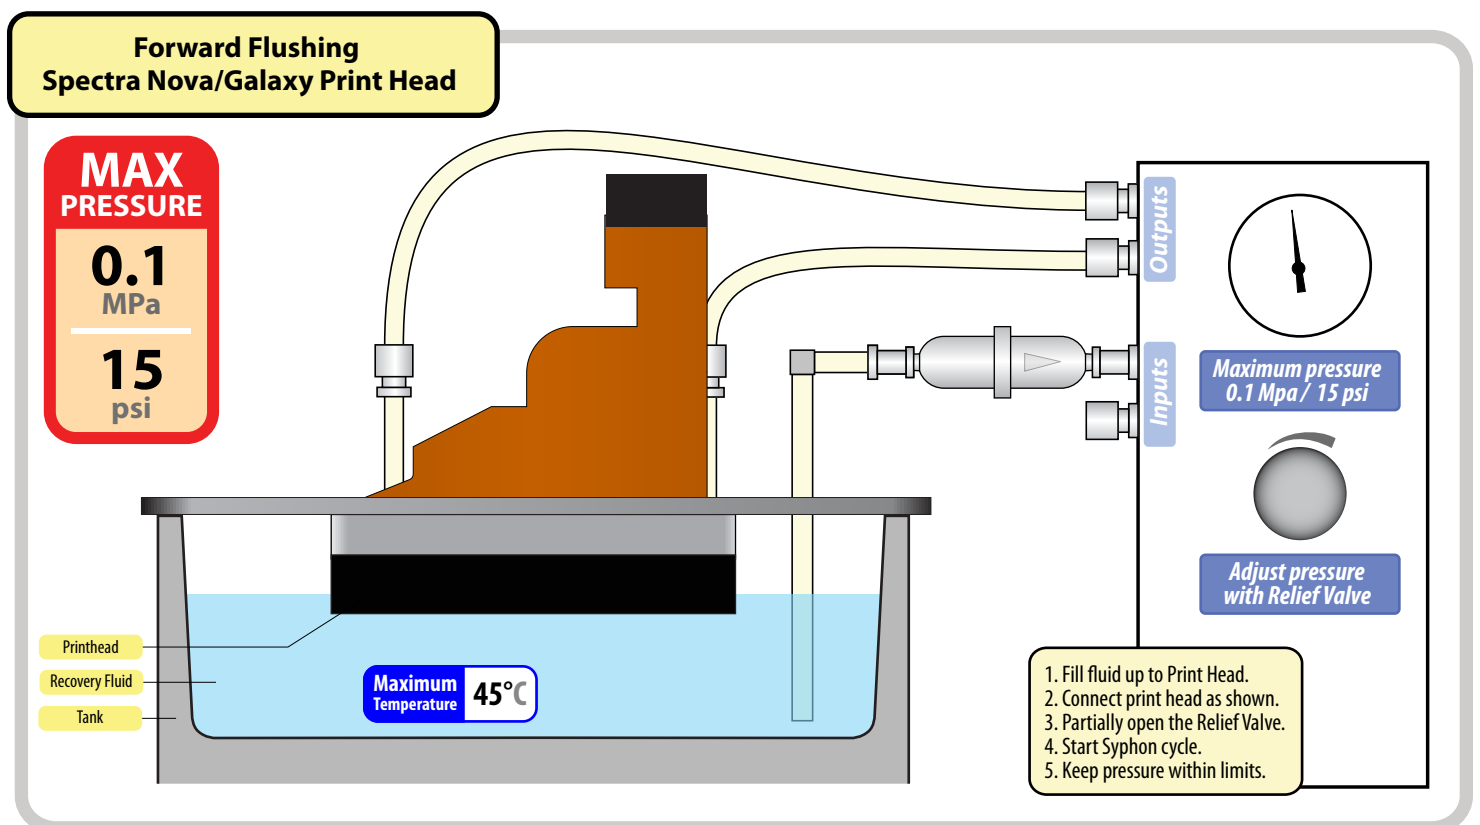 Forward Flushing
Spectra Nova/Galaxy Print Head
MAX
PRESSURE
0.1
MPa
15
psi
Outputs
Inputs
Maximum pressure
0.1 Mpa / 15 psi
Adjust pressure
with Relief Valve
Printhead
Recovery Fluid
Tank
Maximum
Temperature
45°C
1. Fill fluid up to Print Head.
2. Connect print head as shown.
3. Partially open the Relief Valve.
4. Start Syphon cycle.
5. Keep pressure within limits.